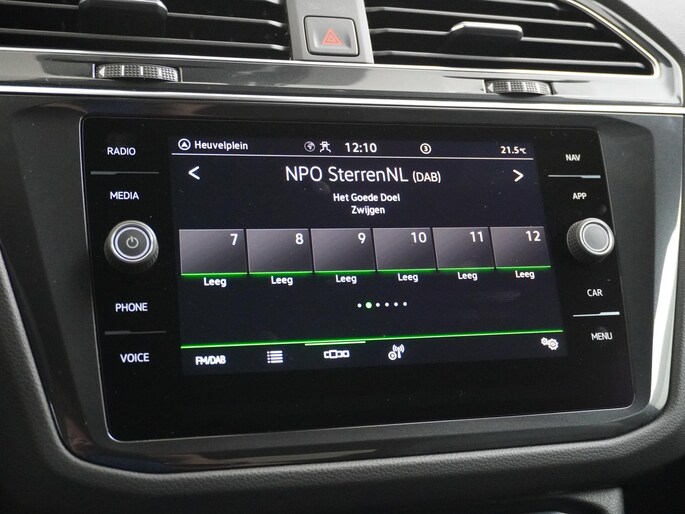 RADIO
MEDIA
PHONE
VOICE
Heuvelplein
12:10
3
21.5°C
< NPO SterrenNL (DAB) >
Het Goede Doel
Zwijgen
7 8 9 10 11 12
Leeg Leeg Leeg Leeg Leeg Leeg
FM/DAB
NAV
APP
CAR
MENU